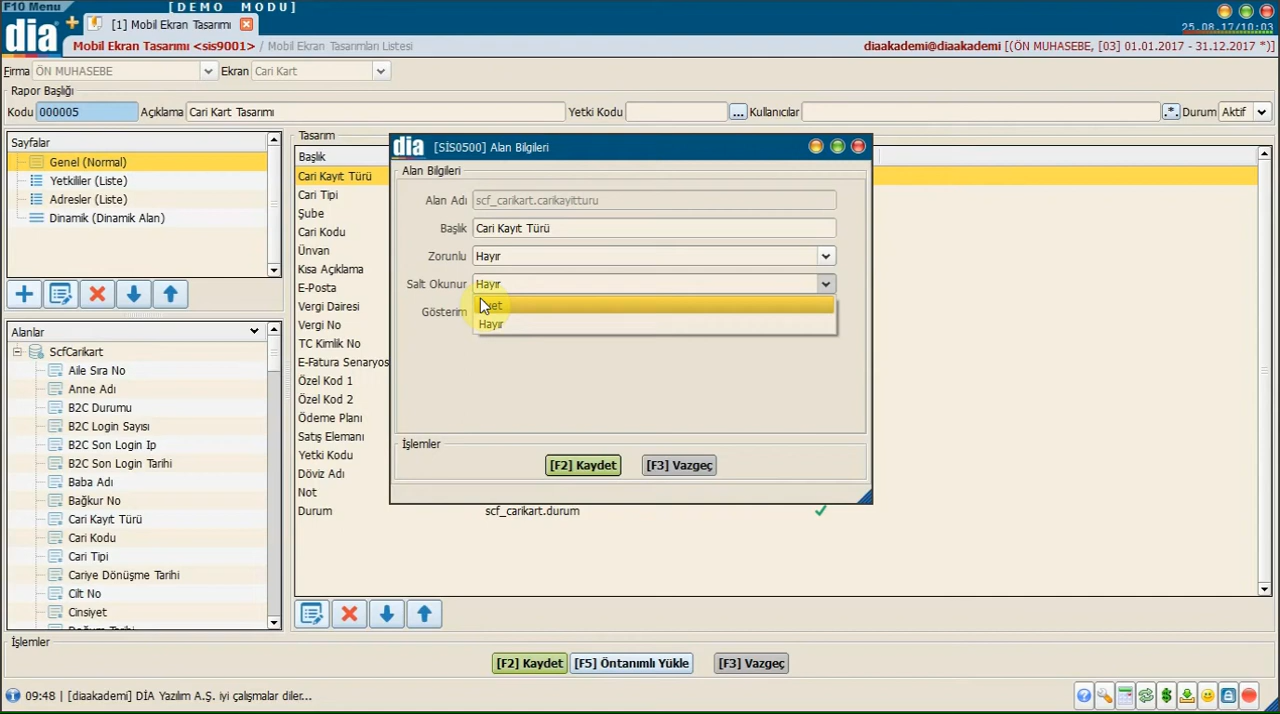 F10 Menu [DEMO MODU]
dia [1] Mobil Ekran Tasarımı
25.08.17/10:03
Mobil Ekran Tasarımı <sis9001> / Mobil Ekran Tasarımları Listesi diaakademi@diaakademi [(ÖN MUHASEBE, [03] 01.01.2017 - 31.12.2017 *)]
Firma ÖN MUHASEBE Ekran Cari Kart
Rapor Başlığı
Kodu 000005 Açıklama Cari Kart Tasarımı Yetki Kodu ... Kullanıcılar .*. Durum Aktif
Sayfalar
Genel (Normal)
Yetkililer (Liste)
Adresler (Liste)
Dinamik (Dinamik Alan)
Alanlar
ScfCarikart
Aile Sıra No
Anne Adı
B2C Durumu
B2C Login Sayısı
B2C Son Login Ip
B2C Son Login Tarihi
Baba Adı
Bağkur No
Cari Kayıt Türü
Cari Kodu
Cari Tipi
Cariye Dönüşme Tarihi
Cilt No
Cinsiyet
Tasarım
Başlık
Cari Kayıt Türü
Cari Tipi
Şube
Cari Kodu
Ünvan
Kısa Açıklama
E-Posta
Vergi Dairesi
Vergi No
TC Kimlik No
E-Fatura Senaryos
Özel Kod 1
Özel Kod 2
Ödeme Planı
Satış Elemanı
Yetki Kodu
Döviz Adı
Not
Durum scf_carikart.durum
dia [SİS0500] Alan Bilgileri
Alan Bilgileri
Alan Adı scf_carikart.carikayitturu
Başlık Cari Kayıt Türü
Zorunlu Hayır
Salt Okunur Hayır
Gösterim
Hayır
İşlemler
[F2] Kaydet [F3] Vazgeç
İşlemler
[F2] Kaydet [F5] Öntanımlı Yükle [F3] Vazgeç
09:48 | [diaakademi] DİA Yazılım A.Ş. iyi çalışmalar diler...